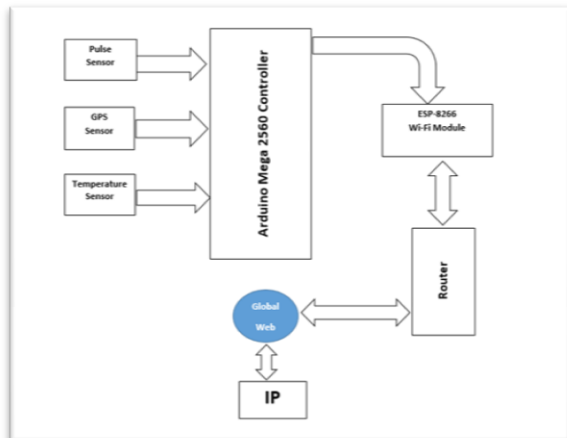 Pulse
Sensor
GPS
Sensor
Temperature
Sensor
Arduino Mega 2560 Controller
ESP-8266
Wi-Fi Module
Router
Global
Web
IP